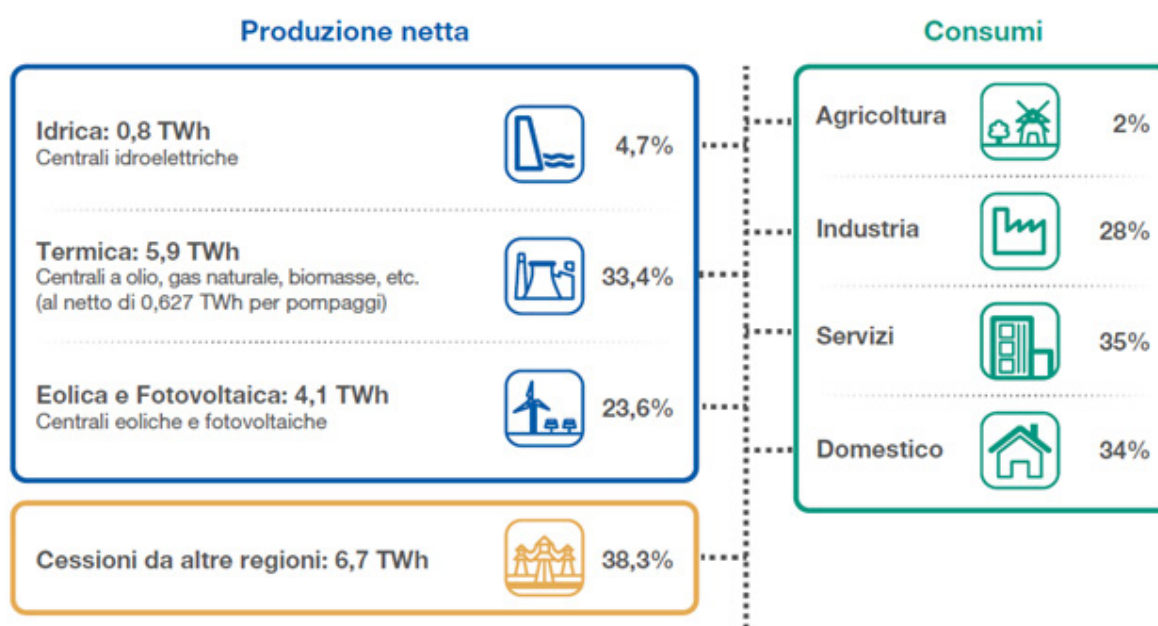 Produzione netta
Idrica: 0,8 TWh
Centrali idroelettriche
4,7%
Termica: 5,9 TWh
Centrali a olio, gas naturale, biomasse, etc.
(al netto di 0,627 TWh per pompaggi)
33,4%
Eolica e Fotovoltaica: 4,1 TWh
Centrali eoliche e fotovoltaiche
23,6%
Cessioni da altre regioni: 6,7 TWh
38,3%
Consumi
Agricoltura
2%
Industria
28%
Servizi
35%
Domestico
34%